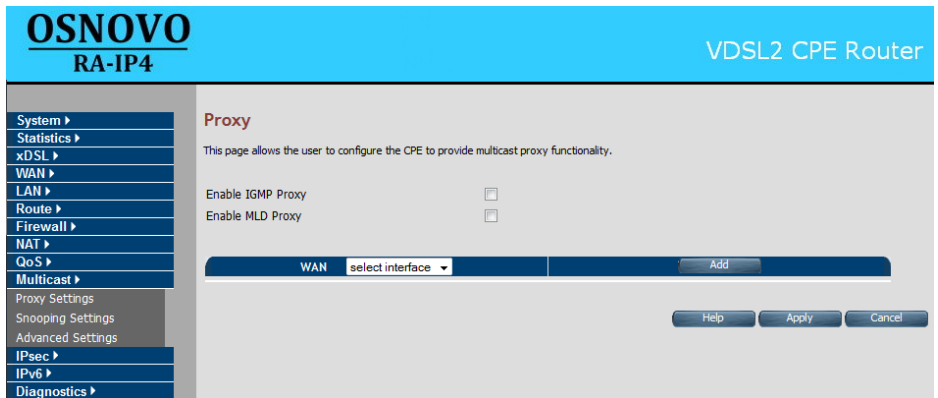 OSNOVO
RA-IP4
VDSL2 CPE Router
System
Statistics
xDSL
WAN
LAN
Route
Firewall
NAT
QoS
Multicast
Proxy Settings
Snooping Settings
Advanced Settings
IPsec
IPv6
Diagnostics
Proxy
This page allows the user to configure the CPE to provide multicast proxy functionality.
Enable IGMP Proxy
Enable MLD Proxy
WAN select interface Add
Help Apply Cancel